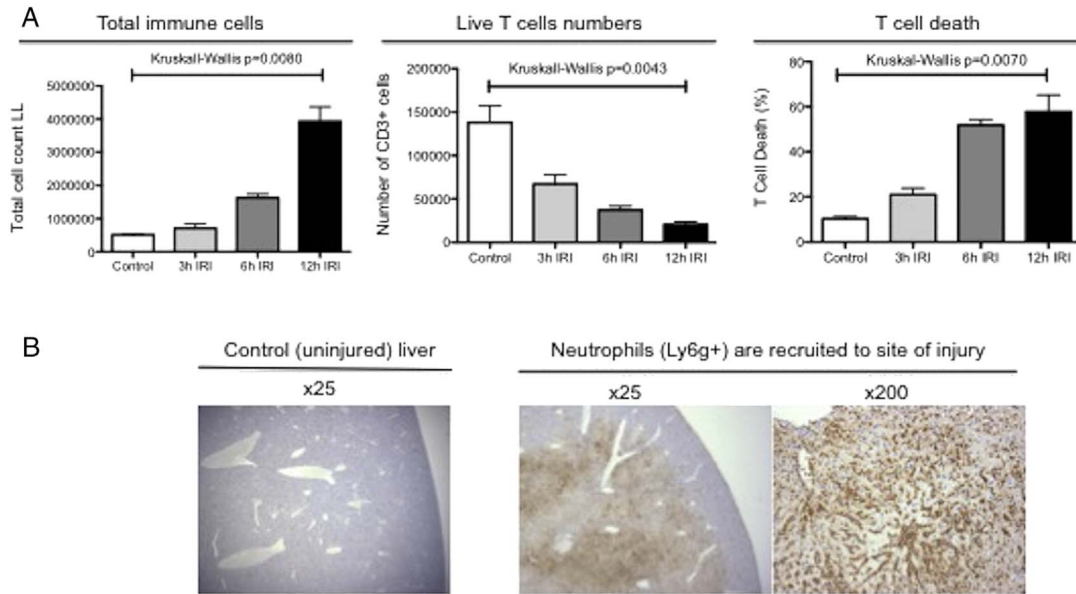 A
Total immune cells
Live T cells numbers
T cell death
Kruskall-Wallis p=0.0080
Total cell count LL
5000000
4000000
3000000
2000000
1000000
0
Control 3h IRI 6h IRI 12h IRI
Kruskall-Wallis p=0.0043
Number of CD3+ cells
200000
150000
100000
50000
0
Control 3h IRI 6h IRI 12h IRI
Kruskal-Wallis p=0.0070
T Cell Death (%)
80
60
40
20
0
Control 3h IRI 6h IRI 12h IRI
B
Control (uninjured) liver
x25
Neutrophils (Ly6g+) are recruited to site of injury
x25 x200